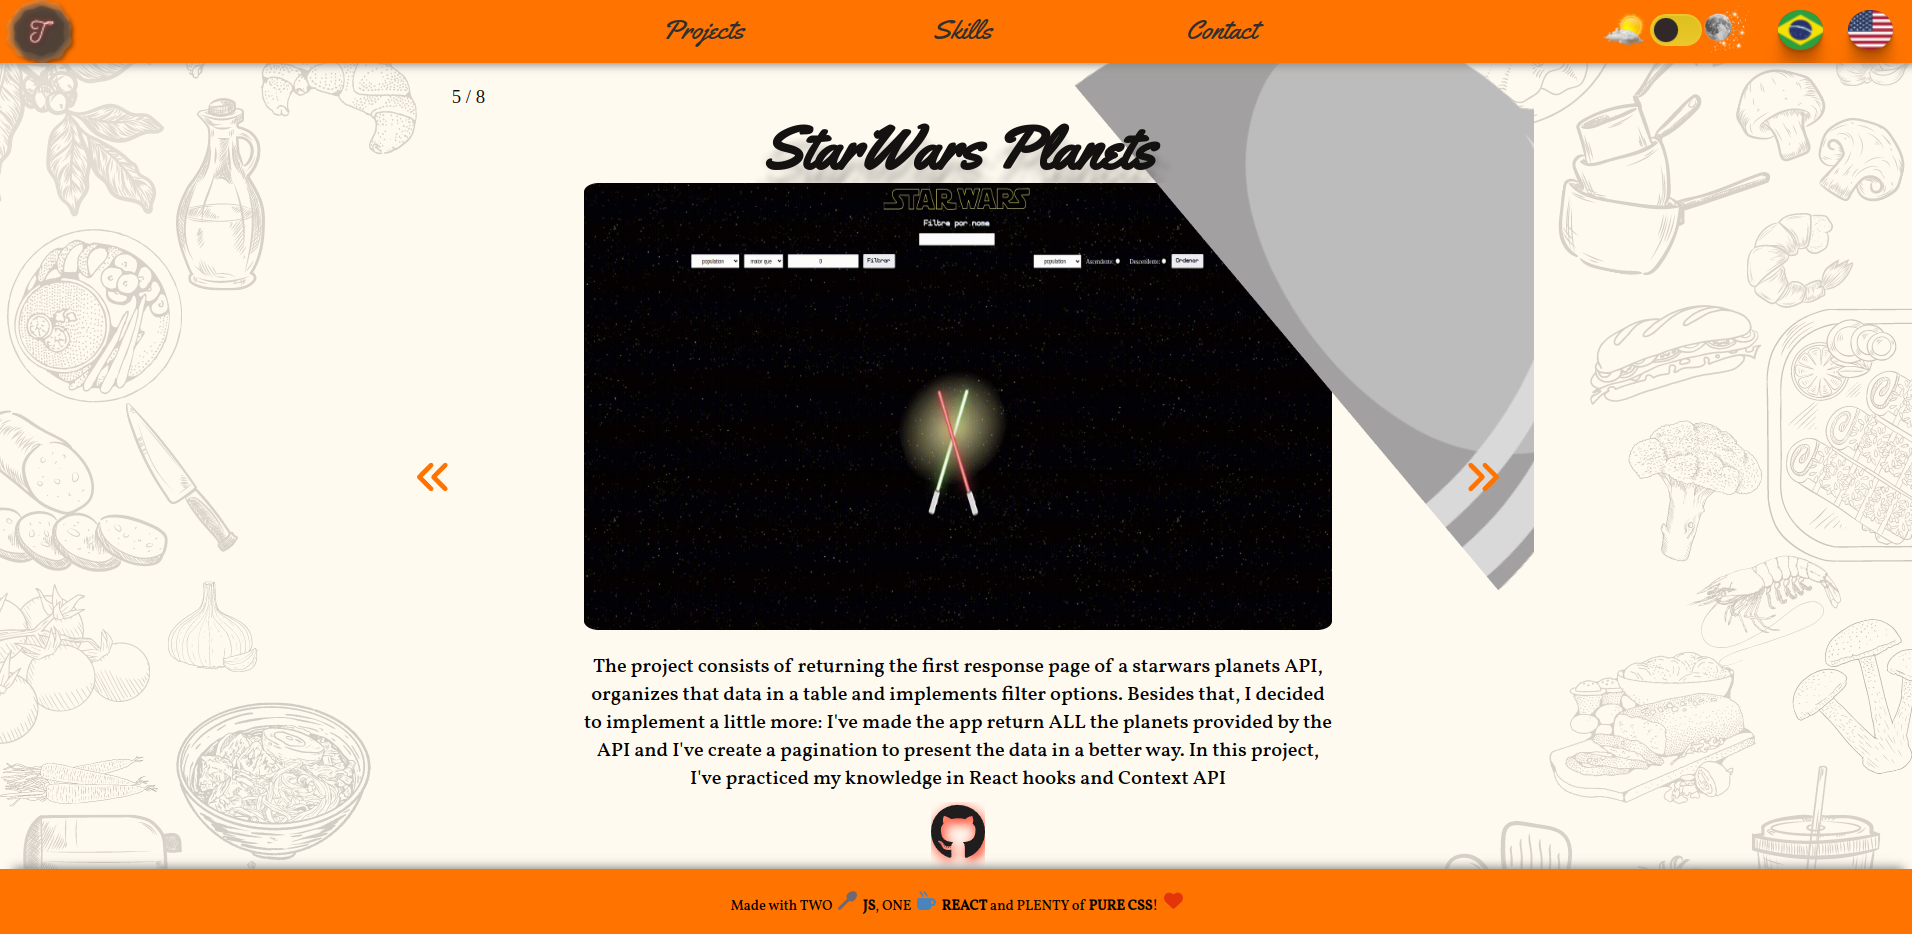 T
Projects
Skills
Contact
5 / 8
StarWars Planets
STAR WARS
Filtre por nome
population
maior que
0
Filtrar
population
Ascendente:
Descendente:
Ordenar
The project consists of returning the first response page of a starwars planets API,
organizes that data in a table and implements filter options. Besides that, I decided
to implement a little more: I've made the app return ALL the planets provided by the
API and I've create a pagination to present the data in a better way. In this project,
I've practiced my knowledge in React hooks and Context API
Made with TWO JS, ONE REACT and PLENTY of PURE CSS!